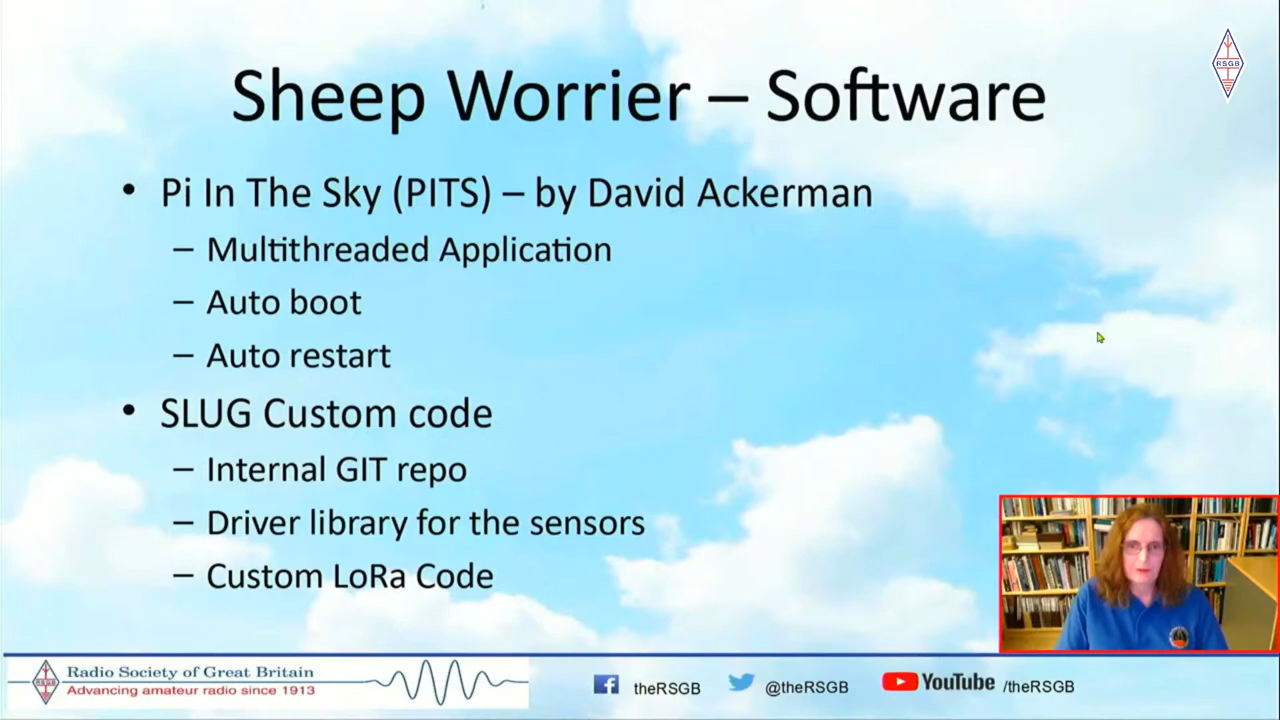 RSGB
Sheep Worrier – Software
• Pi In The Sky (PITS) – by David Ackerman
– Multithreaded Application
– Auto boot
– Auto restart
• SLUG Custom code
– Internal GIT repo
– Driver library for the sensors
– Custom LoRa Code
RSGB
Radio Society of Great Britain
Advancing amateur radio since 1913
theRSGB
@theRSGB
YouTube /theRSGB